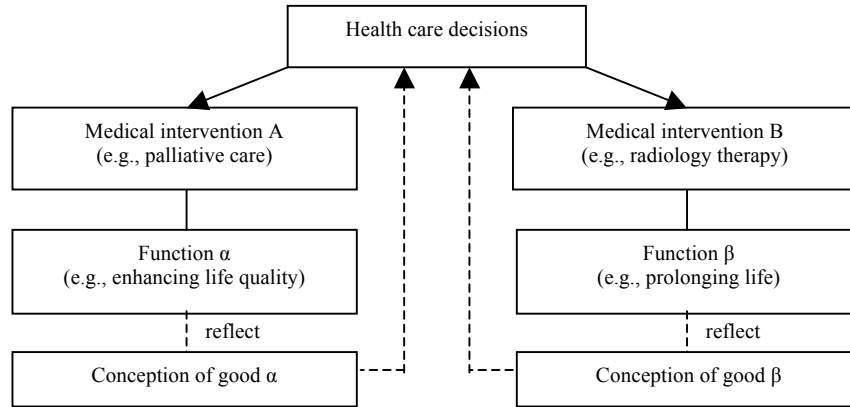 Health care decisions
Medical intervention A
(e.g., palliative care)
Medical intervention B
(e.g., radiology therapy)
Function α
(e.g., enhancing life quality)
Function β
(e.g., prolonging life)
reflect
reflect
Conception of good α
Conception of good β